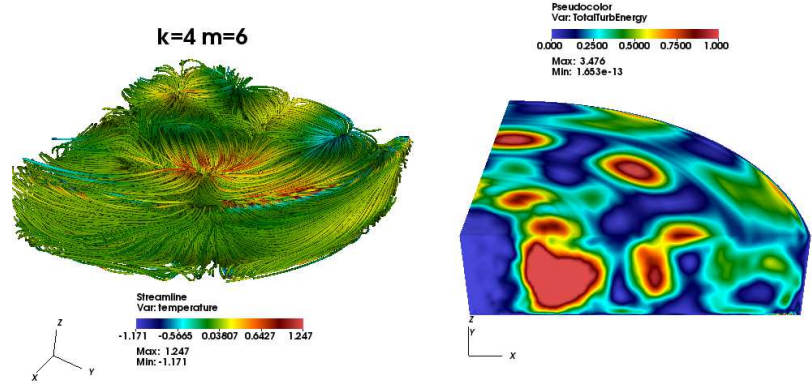 k=4 m=6
Streamline
Var: temperature
-1.171 -0.5665 0.03807 0.6427 1.247
Max: 1.247
Min: -1.171
Z
X
Y
Pseudocolor
Var: TotalTurbEnergy
0.000 0.2500 0.5000 0.7500 1.000
Max: 3.476
Min: 1.653e-13
Z
Y
X